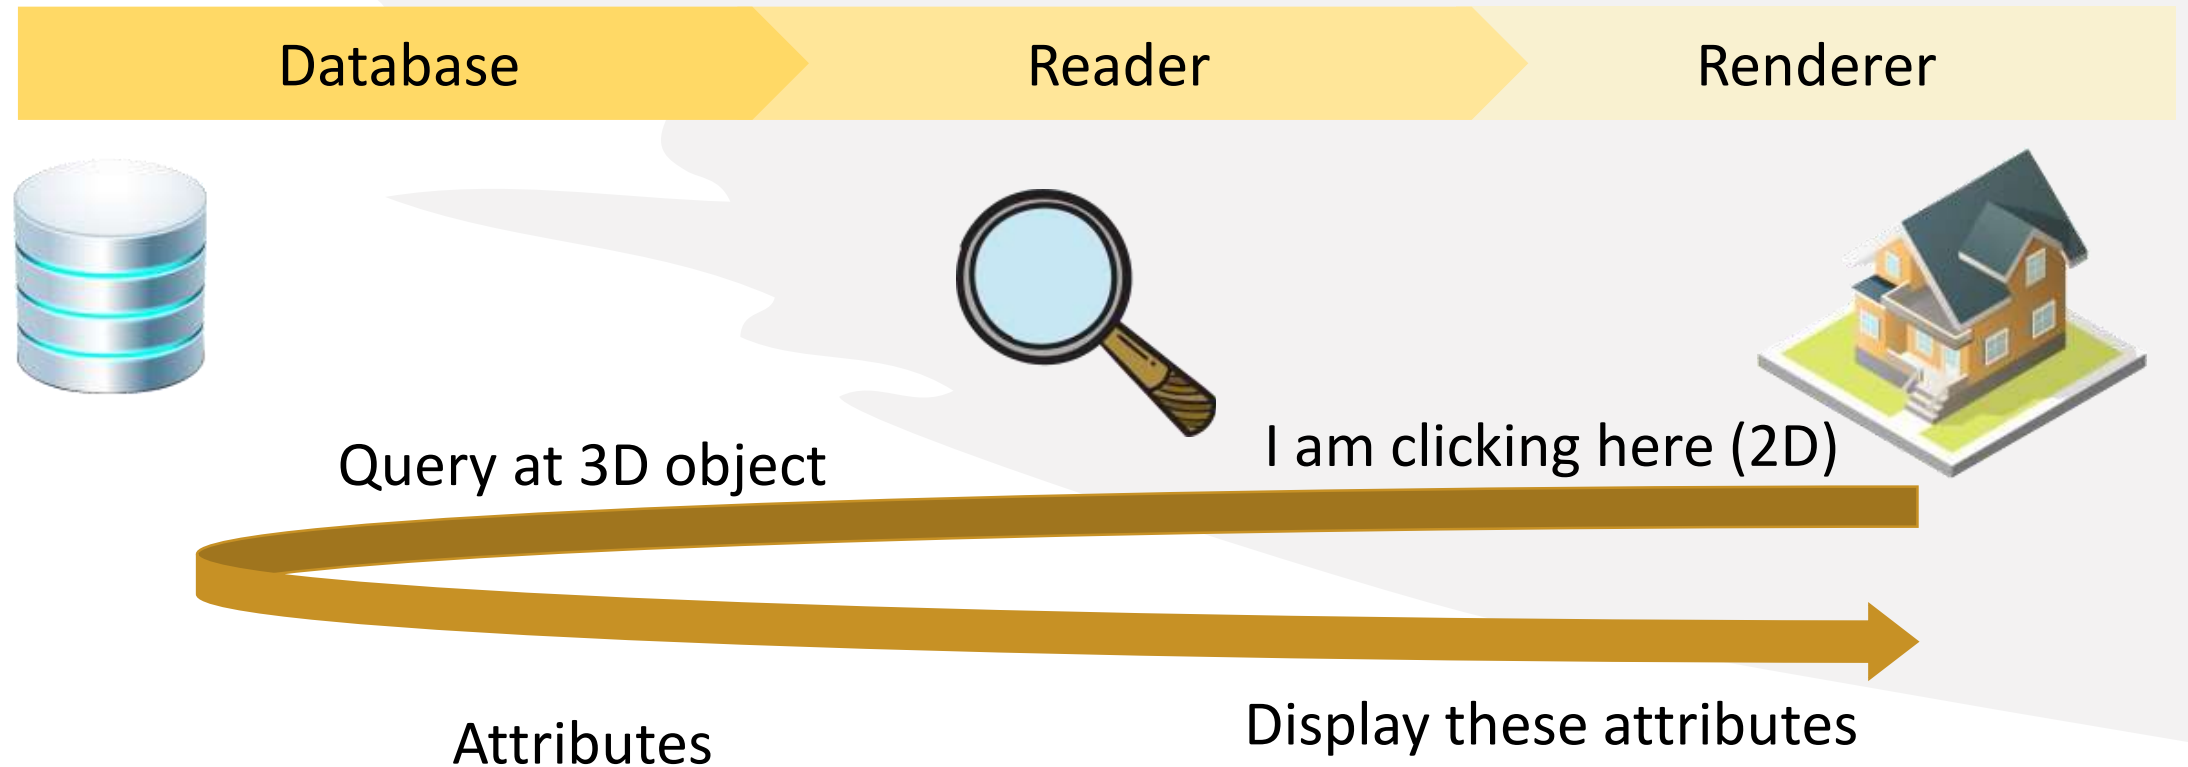 Database
Reader
Renderer
Query at 3D object
I am clicking here (2D)
Attributes
Display these attributes